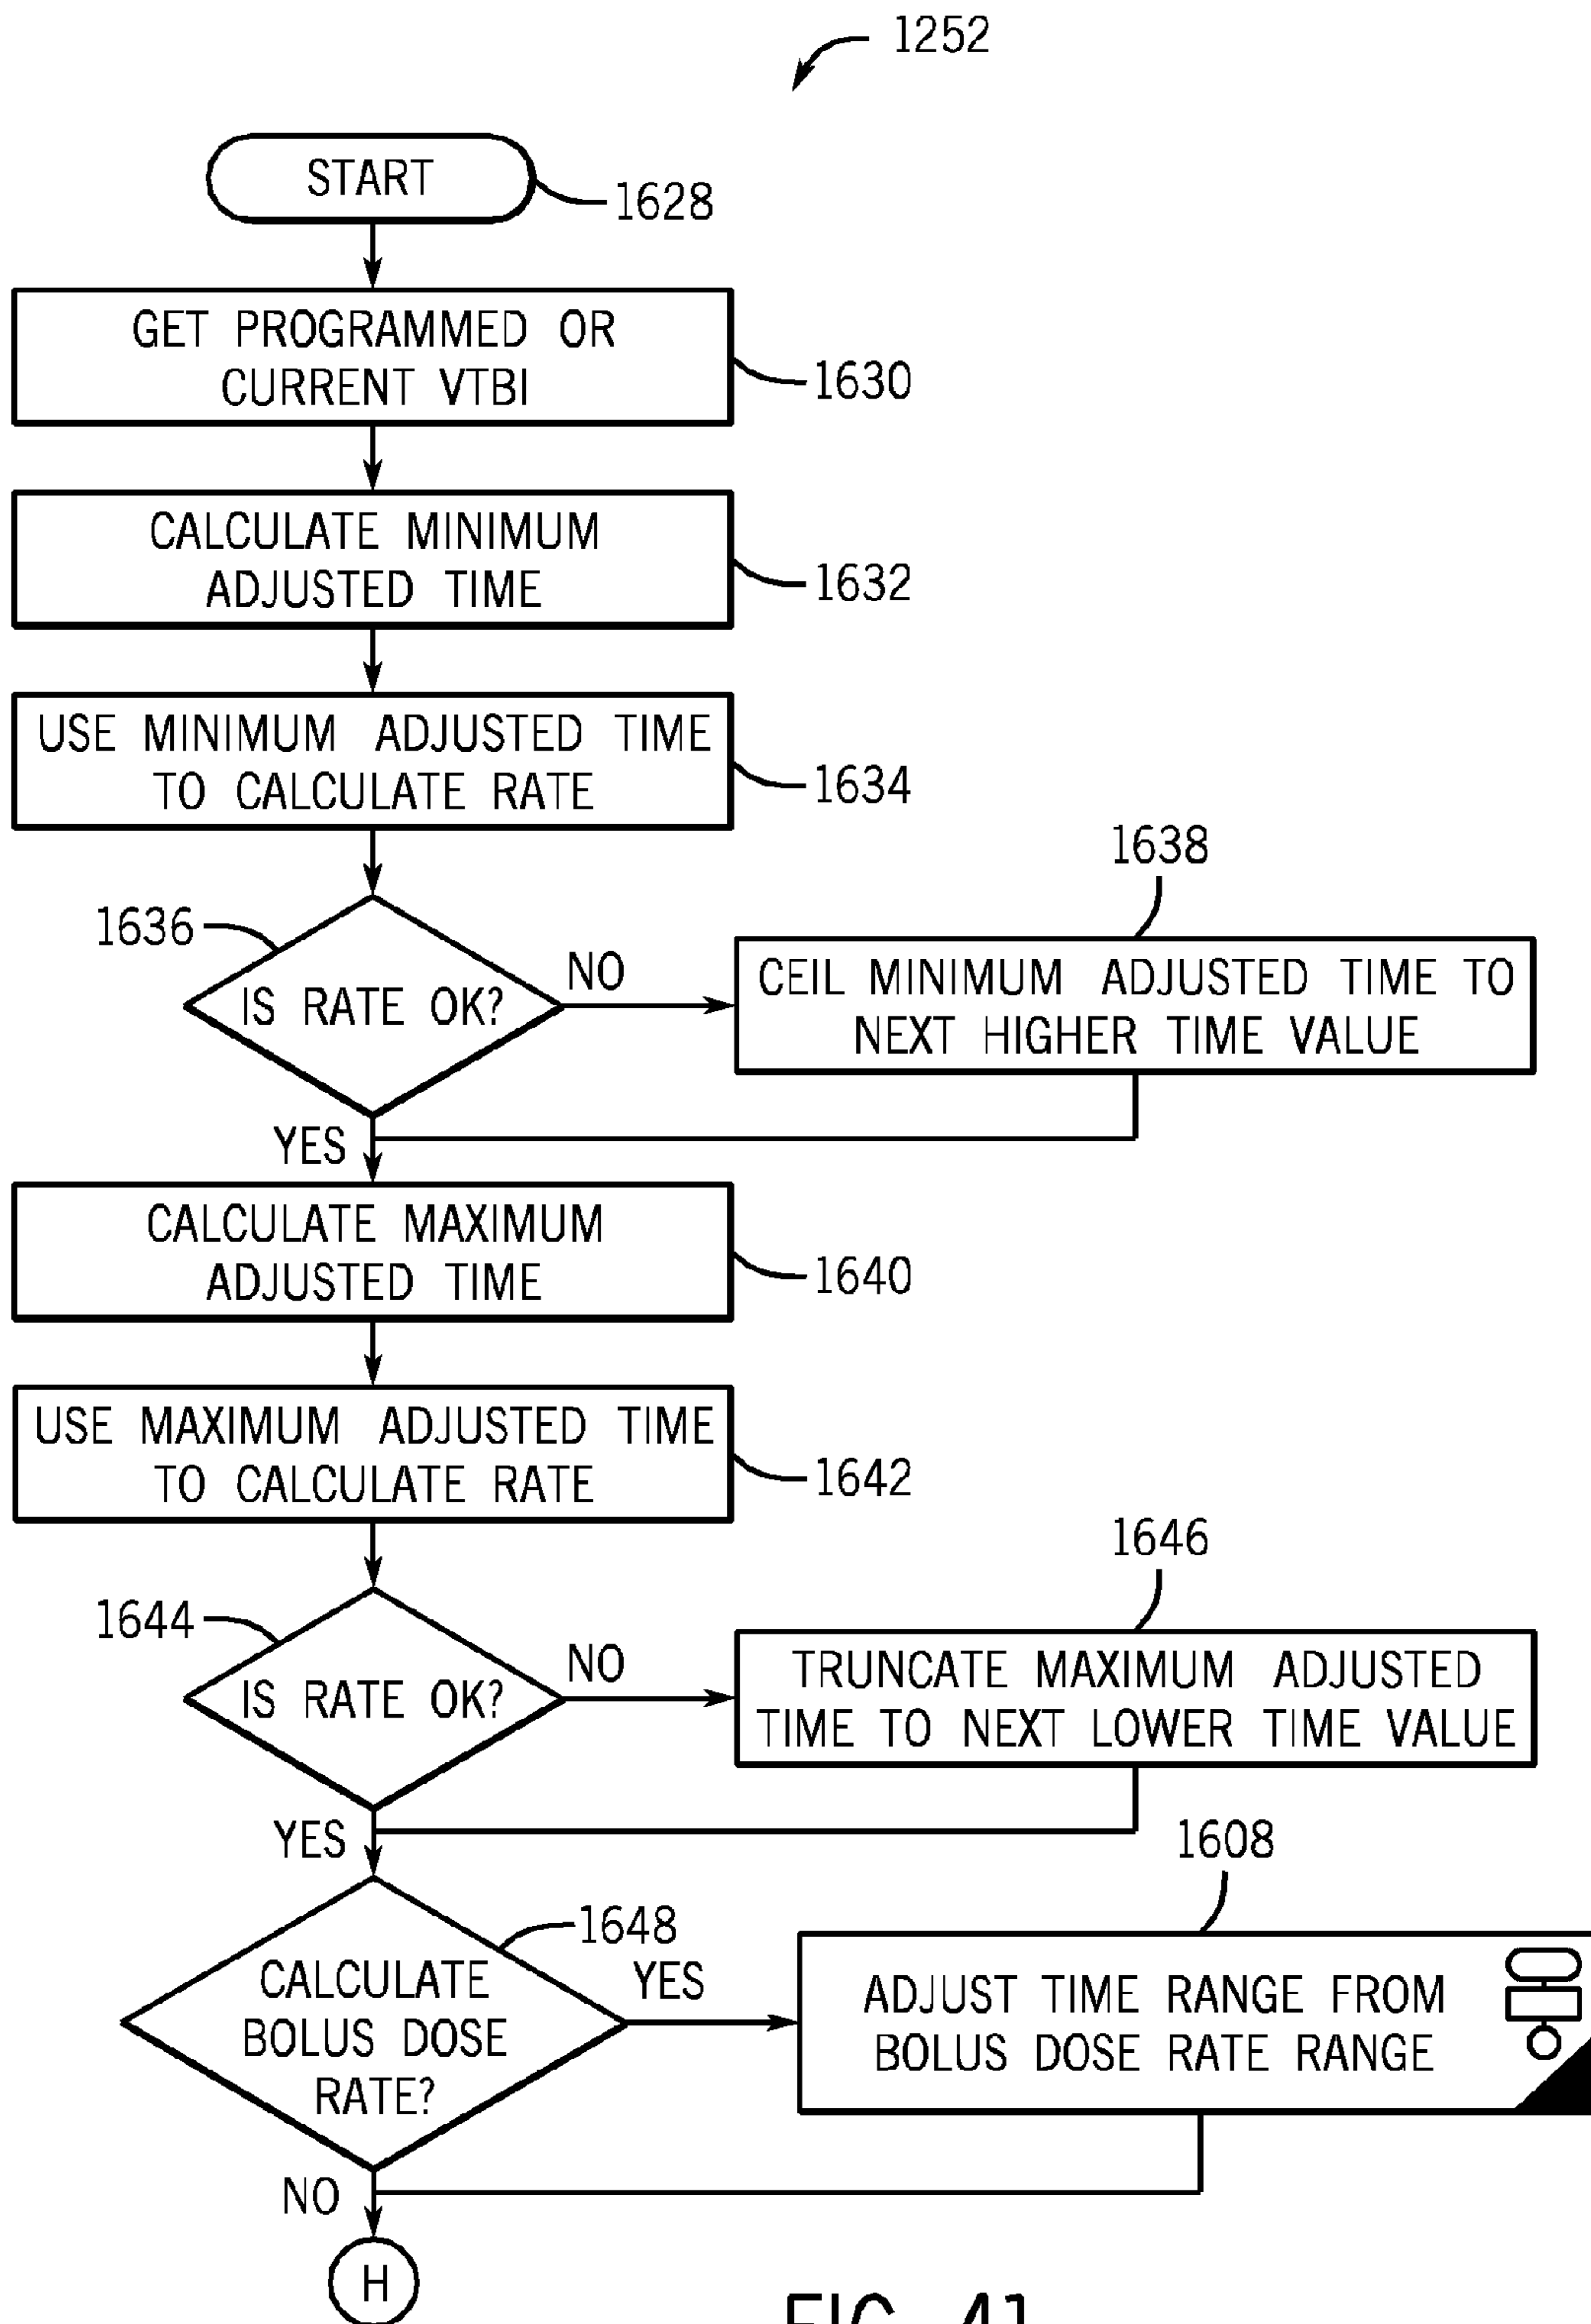 1252
START
1628
GET PROGRAMMED OR
CURRENT VTBI
1630
CALCULATE MINIMUM
ADJUSTED TIME
1632
USE MINIMUM ADJUSTED TIME
TO CALCULATE RATE
1634
1636
IS RATE OK?
NO
1638
CEIL MINIMUM ADJUSTED TIME TO
NEXT HIGHER TIME VALUE
YES
CALCULATE MAXIMUM
ADJUSTED TIME
1640
USE MAXIMUM ADJUSTED TIME
TO CALCULATE RATE
1642
1644
IS RATE OK?
NO
1646
TRUNCATE MAXIMUM ADJUSTED
TIME TO NEXT LOWER TIME VALUE
YES
1648
CALCULATE
BOLUS DOSE
RATE?
YES
1608
ADJUST TIME RANGE FROM
BOLUS DOSE RATE RANGE
NO
H
FIG. 41